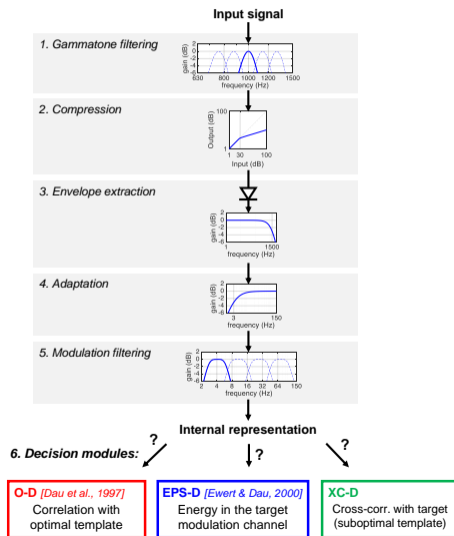 Input signal
1. Gammatone filtering
gain (dB)
2
0
-2
-4
-6
630 800 1000 1200 1500
frequency (Hz)
2. Compression
Output (dB)
100
1
1 30 100
Input (dB)
3. Envelope extraction
gain (dB)
2
0
-2
-4
-6
1 1500
frequency (Hz)
4. Adaptation
gain (dB)
2
0
-2
-4
-6
3 150
frequency (Hz)
5. Modulation filtering
gain (dB)
2
0
-2
-4
-6
2 4 8 16 32 64 150
frequency (Hz)
Internal representation
6. Decision modules:
? ? ?
O-D [Dau et al., 1997]
Correlation with
optimal template
EPS-D [Ewert & Dau, 2000]
Energy in the target
modulation channel
XC-D
Cross-corr. with target
(suboptimal template)